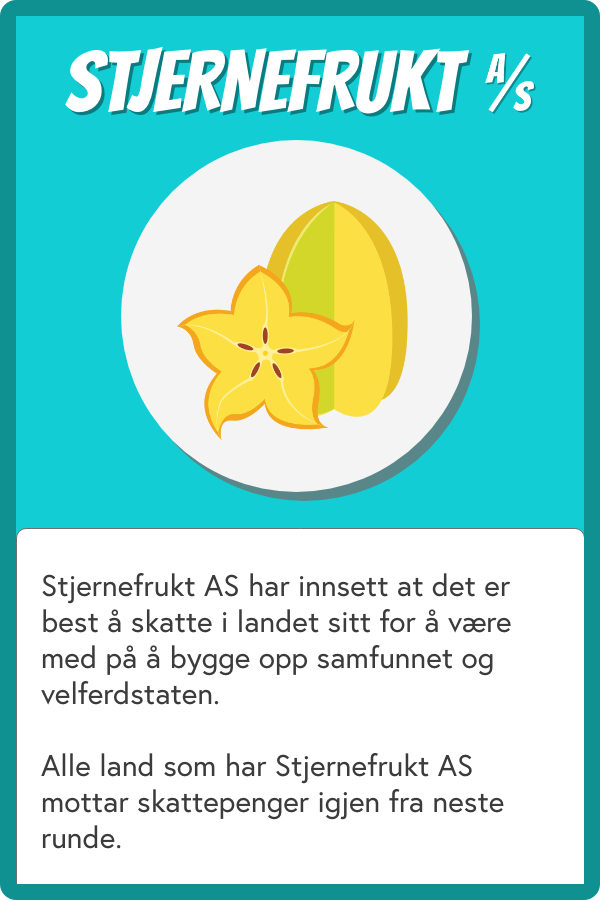 STJERNEFRUKT A/S
Stjernefrukt AS har innsett at det er
best å skatte i landet sitt for å være
med på å bygge opp samfunnet og
velferdstaten.
Alle land som har Stjernefrukt AS
mottar skattepenger igjen fra neste
runde.